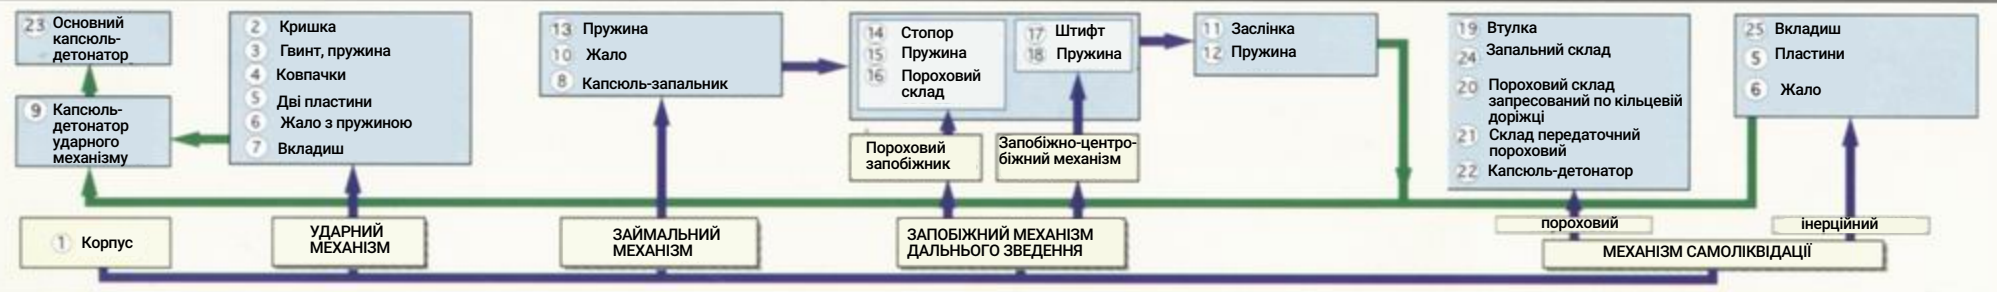 23 Основний
капсюль-
детонатор
9 Капсюль-
детонатор
ударного
механізму
2 Кришка
3 Гвинт, пружина
4 Ковпачки
5 Дві пластини
6 Жало з пружиною
7 Вкладиш
13 Пружина
10 Жало
8 Капсюль-запальник
14 Стопор
15 Пружина
16 Пороховий
склад
17 Штифт
18 Пружина
Пороховий
запобіжник
Запобіжно-центро-
біжний механізм
11 Заслінка
12 Пружина
19 Втулка
24 Запальний склад
20 Пороховий склад
запресований по кільцевій
доріжці
21 Склад передаточний
пороховий
22 Капсюль-детонатор
25 Вкладиш
5 Пластини
6 Жало
1 Корпус
УДАРНИЙ
МЕХАНІЗМ
ЗАЙМАЛЬНИЙ
МЕХАНІЗМ
ЗАПОБІЖНИЙ МЕХАНІЗМ
ДАЛЬНЬОГО ЗВЕДЕННЯ
пороховий
інерційний
МЕХАНІЗМ САМОЛІКВІДАЦІЇ